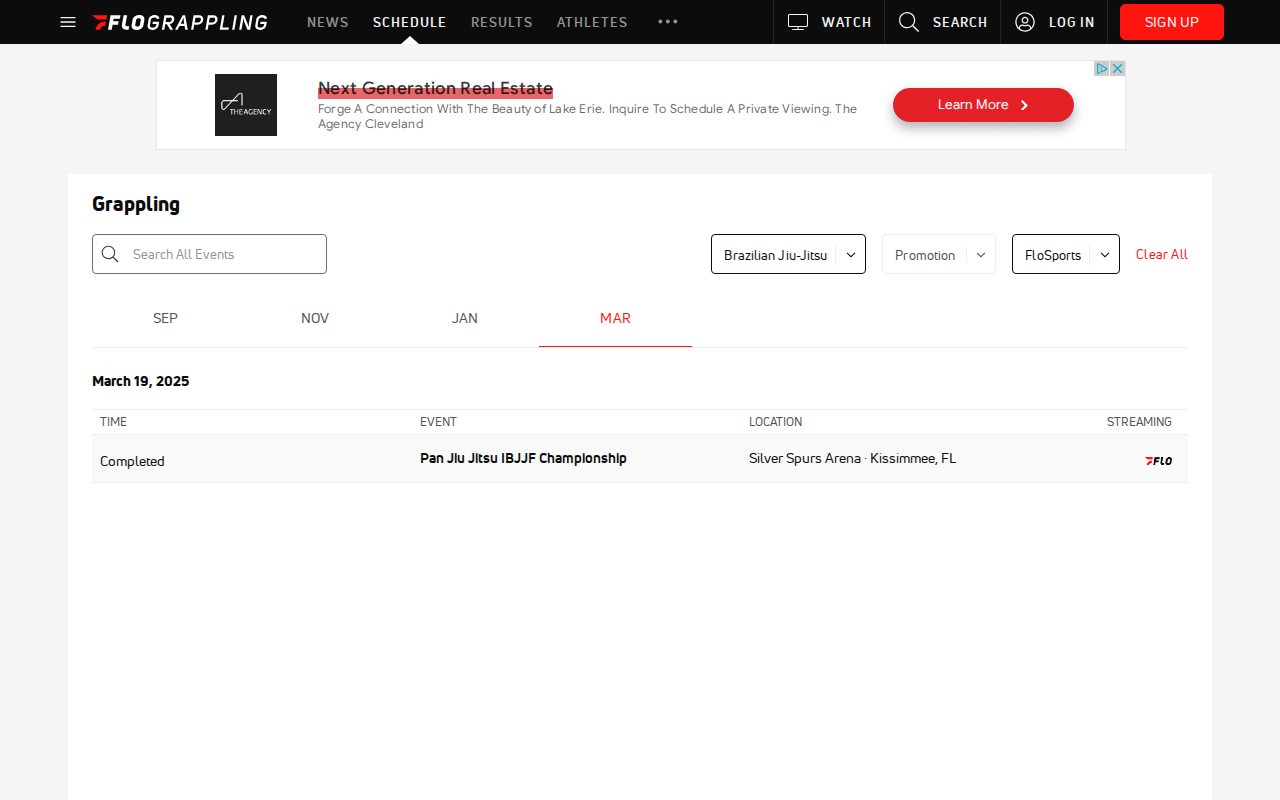 FLOGRAPPLING NEWS SCHEDULE RESULTS ATHLETES ••• WATCH SEARCH LOG IN SIGN UP
THE AGENCY
Next Generation Real Estate
Forge A Connection With The Beauty of Lake Erie. Inquire To Schedule A Private Viewing. The
Agency Cleveland
Learn More
Grappling
Search All Events
Brazilian Jiu-Jitsu
Promotion
FloSports
Clear All
SEP NOV JAN MAR
March 19, 2025
TIME EVENT LOCATION STREAMING
Completed Pan Jiu Jitsu IBJJF Championship Silver Spurs Arena · Kissimmee, FL FLO